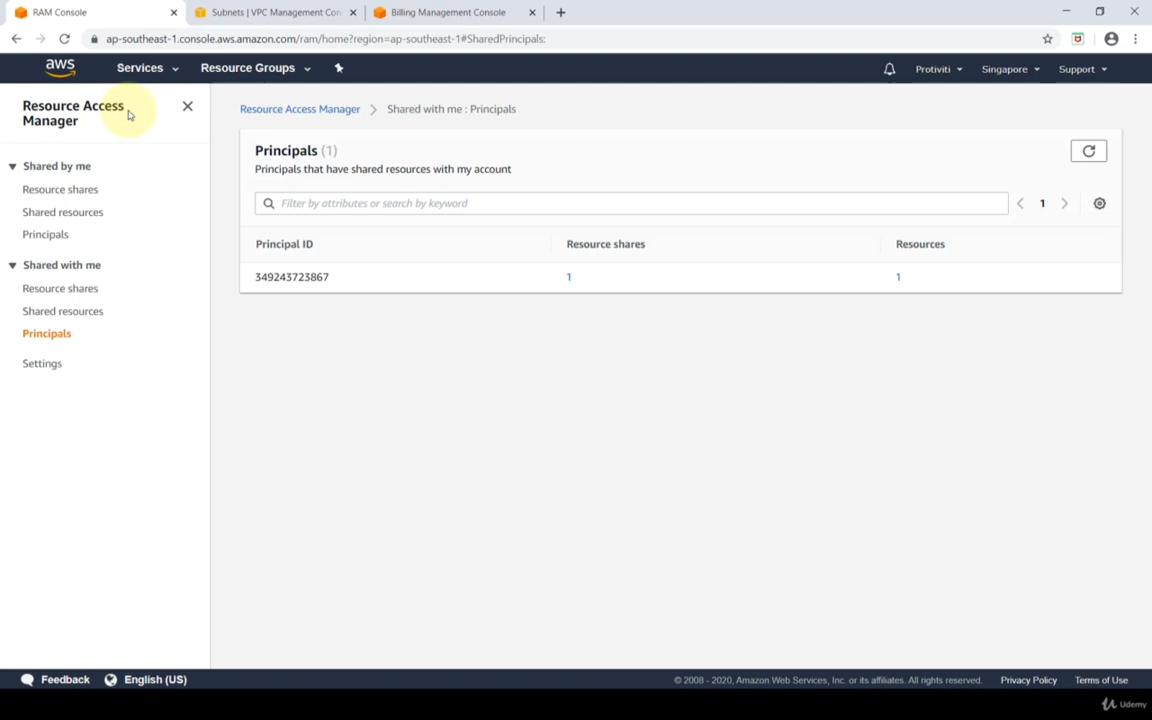 RAM Console
Subnets | VPC Management Con
Billing Management Console
ap-southeast-1.console.aws.amazon.com/ram/home?region=ap-southeast-1#SharedPrincipals:
aws
Services
Resource Groups
Protiviti
Singapore
Support
Resource Access Manager
Shared by me
Resource shares
Shared resources
Principals
Shared with me
Resource shares
Shared resources
Principals
Settings
Resource Access Manager
Shared with me : Principals
Principals (1)
Principals that have shared resources with my account
Filter by attributes or search by keyword
1
Principal ID
Resource shares
Resources
349243723867
1
1
Feedback
English (US)
© 2008 - 2020, Amazon Web Services, Inc. or its affiliates. All rights reserved.
Privacy Policy
Terms of Use
Udemy